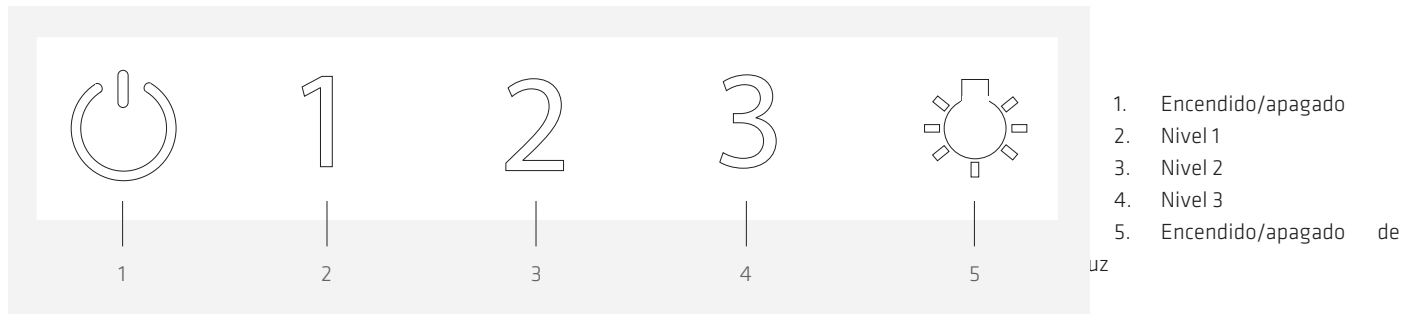 1 2 3
1 2 3 4 5
1. Encendido/apagado
2. Nivel 1
3. Nivel 2
4. Nivel 3
5. Encendido/apagado de
uz